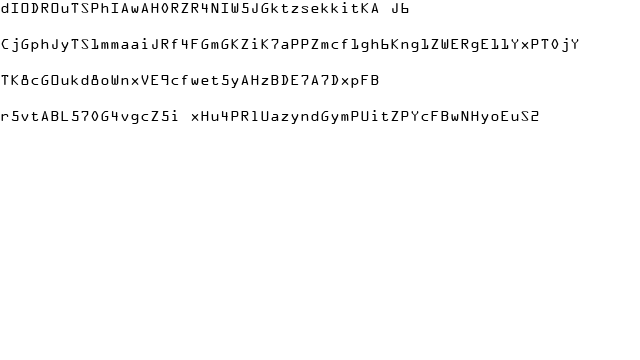 dIODROuTSPhIAwAH0RZR4NIW5JGktzsekkitKA J6
CjGphJyTS1mmaaiJRf4FGmGKZiK7aPPZmcf1gh6Kng1ZWERgE11YxPT0jY
TK8cGOukd8oWnxVE9cfwet5yAHzBDE7A7DxpFB
r5vtABL570G4vgcZ5i xHu4PR1UazyndGymPUitZPYcFBwNHyoEuS2